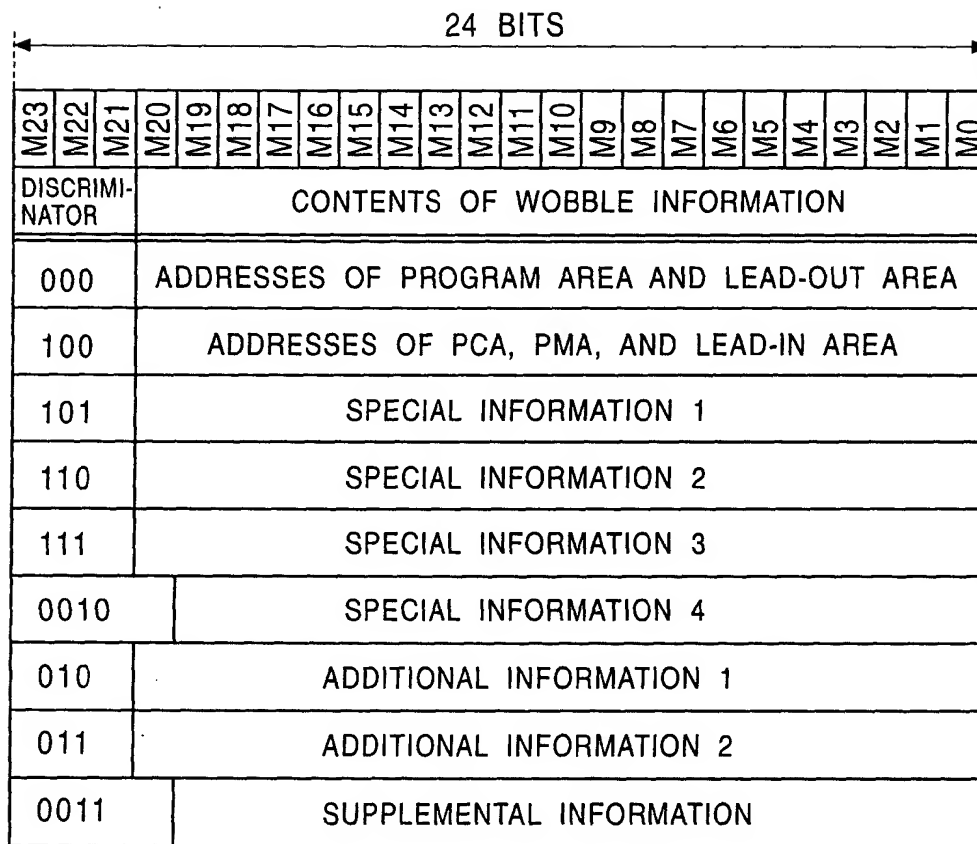 24 BITS
M23 M22 M21 M20 M19 M18 M17 M16 M15 M14 M13 M12 M11 M10 M9 M8 M7 M6 M5 M4 M3 M2 M1 M0
DISCRIMI-
NATOR
CONTENTS OF WOBBLE INFORMATION
000 ADDRESSES OF PROGRAM AREA AND LEAD-OUT AREA
100 ADDRESSES OF PCA, PMA, AND LEAD-IN AREA
101 SPECIAL INFORMATION 1
110 SPECIAL INFORMATION 2
111 SPECIAL INFORMATION 3
0010 SPECIAL INFORMATION 4
010 ADDITIONAL INFORMATION 1
011 ADDITIONAL INFORMATION 2
0011 SUPPLEMENTAL INFORMATION